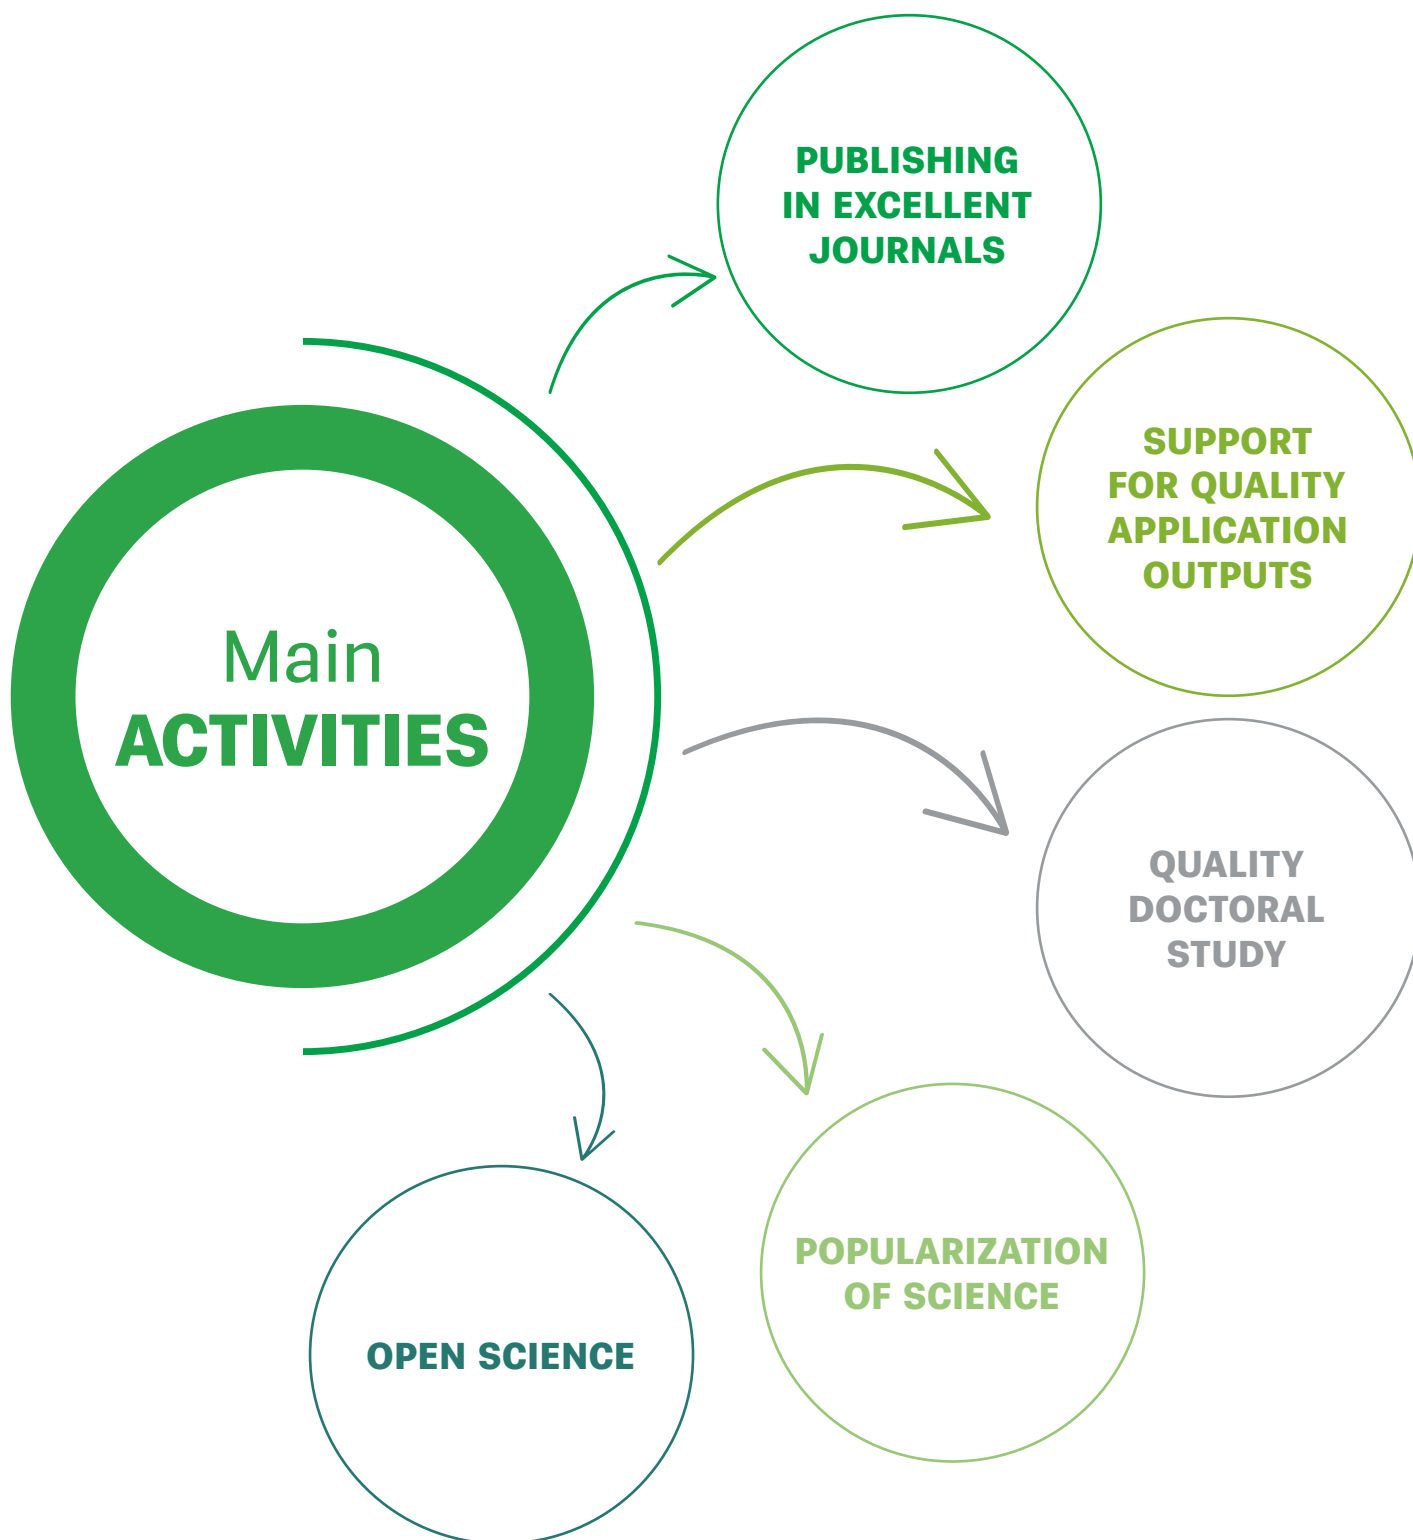 Main
ACTIVITIES
PUBLISHING
IN EXCELLENT
JOURNALS
SUPPORT
FOR QUALITY
APPLICATION
OUTPUTS
QUALITY
DOCTORAL
STUDY
POPULARIZATION
OF SCIENCE
OPEN SCIENCE